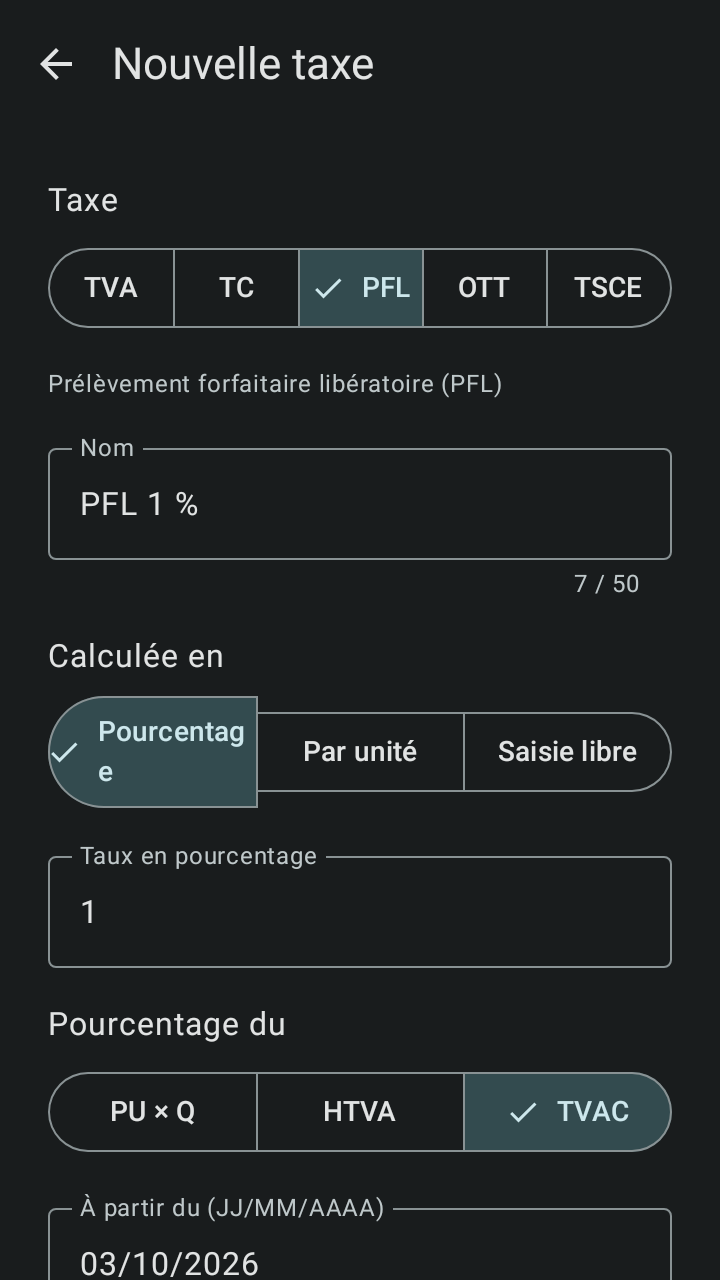 Nouvelle taxe
Taxe
TVA TC PFL OTT TSCE
Prélèvement forfaitaire libératoire (PFL)
Nom
PFL 1 %
7 / 50
Calculée en
Pourcentag
e
Par unité
Saisie libre
Taux en pourcentage
1
Pourcentage du
PU × Q HTVA TVAC
À partir du (JJ/MM/AAAA)
03/10/2026